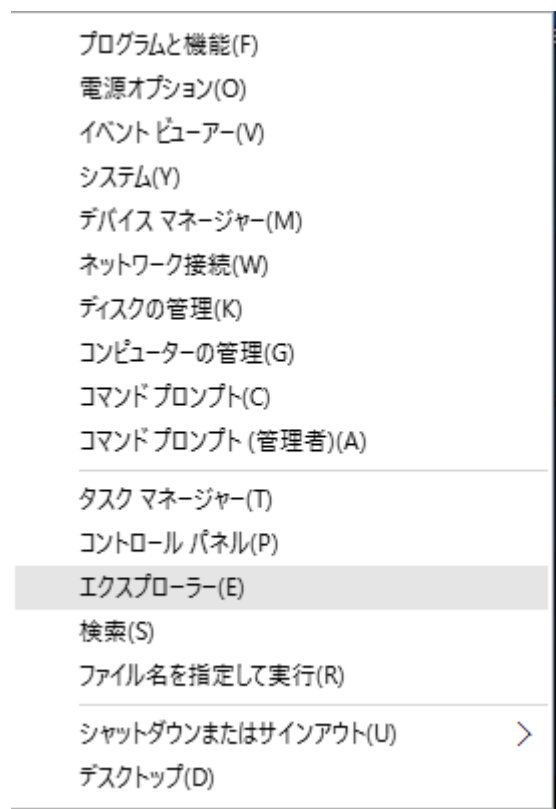 プログラムと機能(F)
電源オプション(O)
イベント ビューアー(V)
システム(Y)
デバイス マネージャー(M)
ネットワーク接続(W)
ディスクの管理(K)
コンピューターの管理(G)
コマンド プロンプト(C)
コマンド プロンプト (管理者)(A)
タスク マネージャー(T)
コントロール パネル(P)
エクスプローラー(E)
検索(S)
ファイル名を指定して実行(R)
シャットダウンまたはサインアウト(U)
デスクトップ(D)